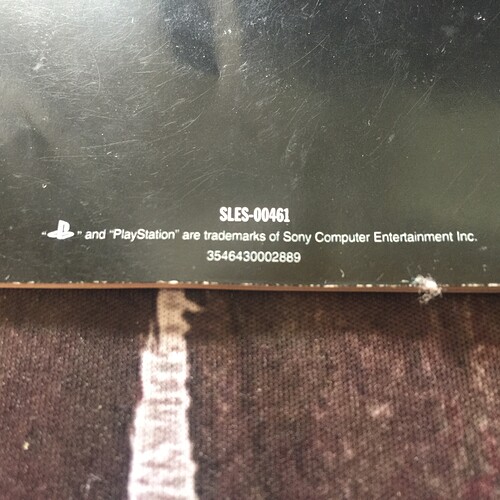 SLES-00461
" " and "PlayStation" are trademarks of Sony Computer Entertainment Inc.
3546430002889